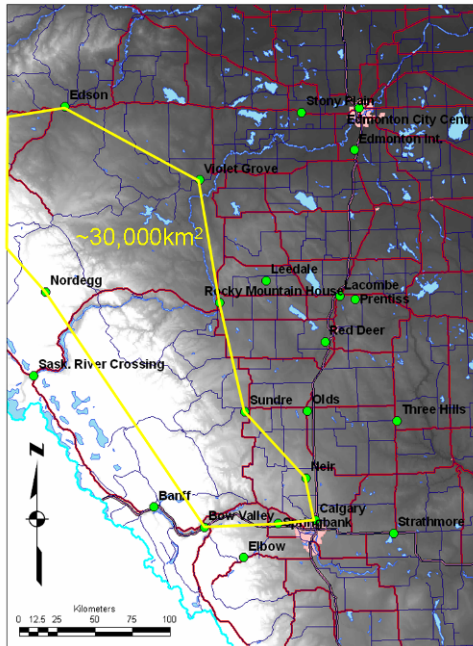 Edson
Stony Plain
Edmonton City Centr
Edmonton Int.
Violet Grove
~30,000km²
Leedale
Nordegg
Lacombe
Rocky Mountain House
Prentiss
Red Deer
Sask. River Crossing
Sundre
Olds
Three Hills
Neir
N
Banff
Calgary
Bow Valley
Springbank
Strathmore
Elbow
Kilometers
0 12.5 25 50 75 100